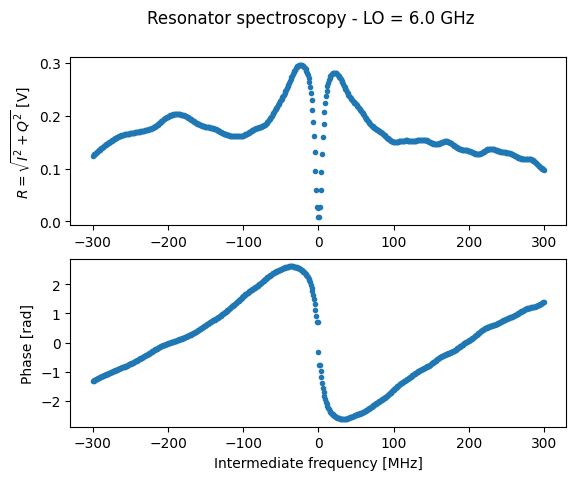 Resonator spectroscopy - LO = 6.0 GHz
R = √I² + Q² [V]
0.3
0.2
0.1
0.0
−300 −200 −100 0 100 200 300
Phase [rad]
2
1
0
−1
−2
−300 −200 −100 0 100 200 300
Intermediate frequency [MHz]